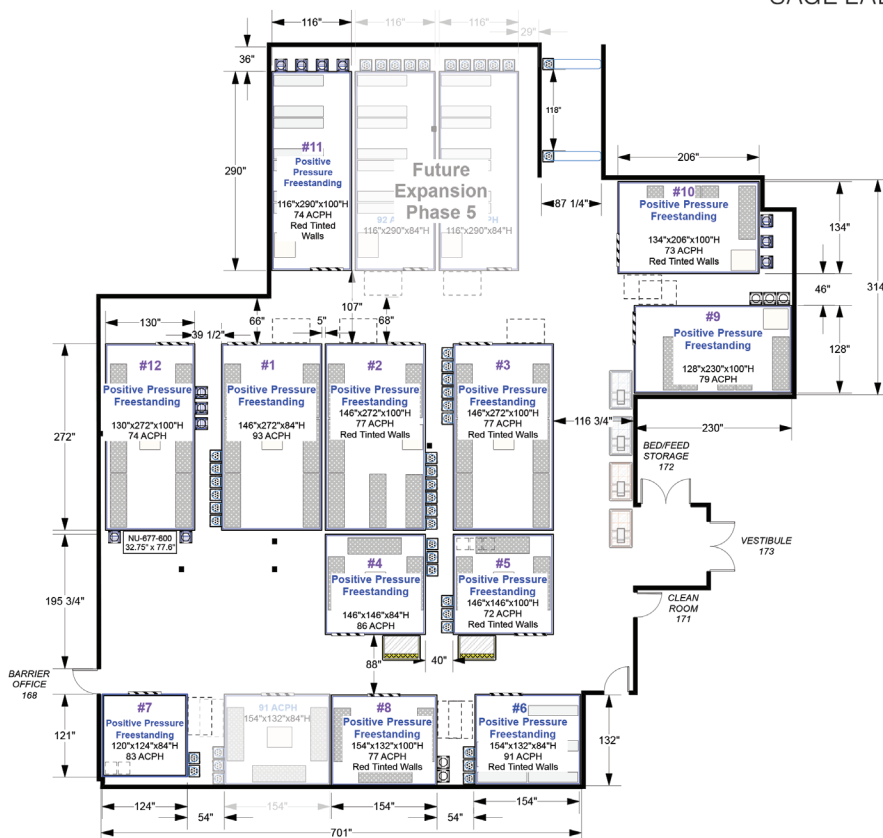 116"
116"
116"
29"
36"
118"
290"
#11
Positive
Pressure
Freestanding
116"x290"x100"H
74 ACPH
Red Tinted
Walls
Future
Expansion
Phase 5
116"x290"x84"H
116"x290"x84"H
87 1/4"
206"
#10
Positive Pressure
Freestanding
134"x206"x100"H
73 ACPH
Red Tinted Walls
134"
46"
314"
128"
#9
Positive Pressure
Freestanding
128"x230"x100"H
79 ACPH
230"
130"
39 1/2"
66"
5"
107"
68"
272"
#12
Positive Pressure
Freestanding
130"x272"x100"H
74 ACPH
#1
Positive Pressure
Freestanding
146"x272"x84"H
93 ACPH
#2
Positive Pressure
Freestanding
146"x272"x100"H
77 ACPH
Red Tinted Walls
#3
Positive Pressure
Freestanding
146"x272"x100"H
77 ACPH
Red Tinted Walls
116 3/4"
BED/FEED
STORAGE
172
VESTIBULE
173
CLEAN
ROOM
171
NU-677-600
32.75" x 77.6"
195 3/4"
#4
Positive Pressure
Freestanding
146"x146"x84"H
86 ACPH
#5
Positive Pressure
Freestanding
146"x146"x100"H
72 ACPH
Red Tinted Walls
88"
40"
BARRIER
OFFICE
168
121"
#7
Positive Pressure
Freestanding
120"x124"x84"H
83 ACPH
91 ACPH
154"x132"x84"H
#8
Positive Pressure
Freestanding
154"x132"x100"H
77 ACPH
Red Tinted Walls
#6
Positive Pressure
Freestanding
154"x132"x84"H
91 ACPH
Red Tinted Walls
132"
124"
54"
154"
154"
54"
154"
701"